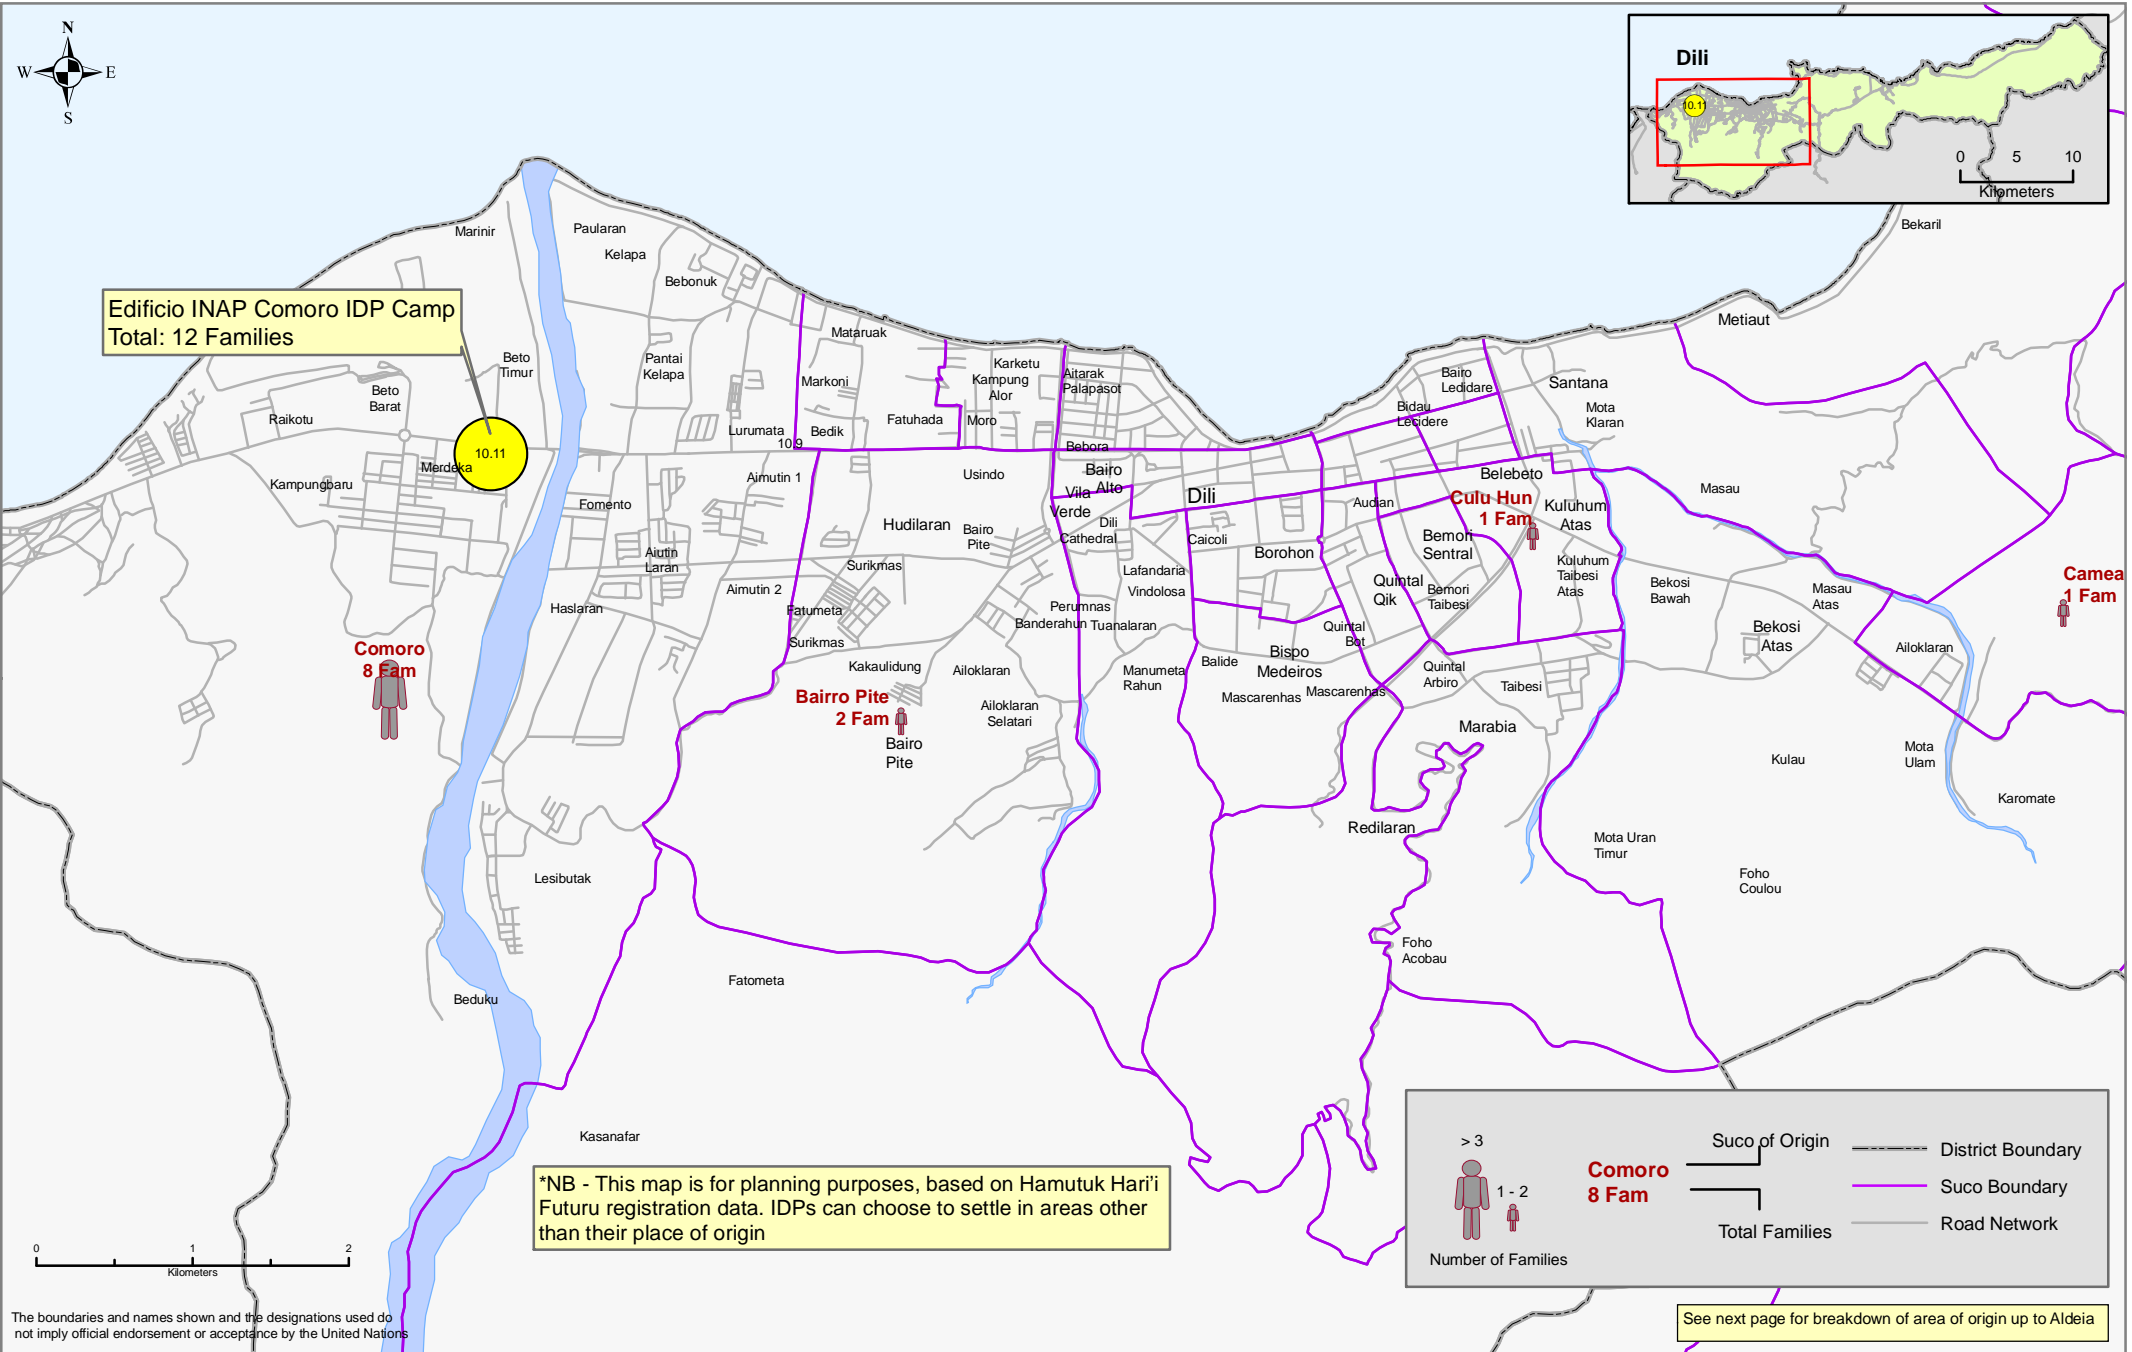 N
W
E
S
Dili
10.11
0
5
10
Kilometers
Bekaril
Marinir
Paularan
Kelapa
Bebonuk
Edificio INAP Comoro IDP Camp
Total: 12 Families
Metiaut
Mataruak
Beto
Timur
Pantai
Kelapa
Karketu
Kampung
Alor
Aitarak
Palapasot
Bairo
Ledidare
Santana
Markoni
Beto
Barat
Bidau
Lecidere
Mota
Klaran
Raikotu
Fatuhada
Moro
Lurumata
Bedik
10.9
Bebora
10.11
Merdeka
Kampungbaru
Aimutin 1
Usindo
Bairo
Alto
Vila
Verde
Dili
Belebeto
Masau
Culu Hun
1 Fam
Audian
Kuluhum
Atas
Fomento
Hudilaran
Bairo
Pite
Dili
Cathedral
Caicoli
Borohon
Bemori
Sentral
Aiutin
Laran
Surikmas
Lafandaria
Vindolosa
Kuluhum
Taibesi
Atas
Quintal
Qik
Bemori
Taibesi
Bekosi
Bawah
Masau
Atas
Camea
1 Fam
Aimutin 2
Haslaran
Fatumeta
Perumnas
Banderahun
Tuanalaran
Quintal
Bot
Bekosi
Atas
Surikmas
Comoro
8 Fam
Kakaulidung
Ailoklaran
Manumeta
Rahun
Balide
Bispo
Medeiros
Quintal
Arbiro
Ailoklaran
Taibesi
Mascarenhas
Mascarenhas
Bairro Pite
2 Fam
Ailoklaran
Selatari
Bairo
Pite
Marabia
Mota
Ulam
Kulau
Karomate
Redilaran
Mota Uran
Timur
Lesibutak
Foho
Coulou
Foho
Acobau
Fatometa
Beduku
Kasanafar
*NB - This map is for planning purposes, based on Hamutuk Hari’i
Futuru registration data. IDPs can choose to settle in areas other
than their place of origin
> 3
1 - 2
Number of Families
Comoro
8 Fam
Suco of Origin
Total Families
District Boundary
Suco Boundary
Road Network
0
1
2
Kilometers
The boundaries and names shown and the designations used do
not imply official endorsement or acceptance by the United Nations
See next page for breakdown of area of origin up to Aldeia